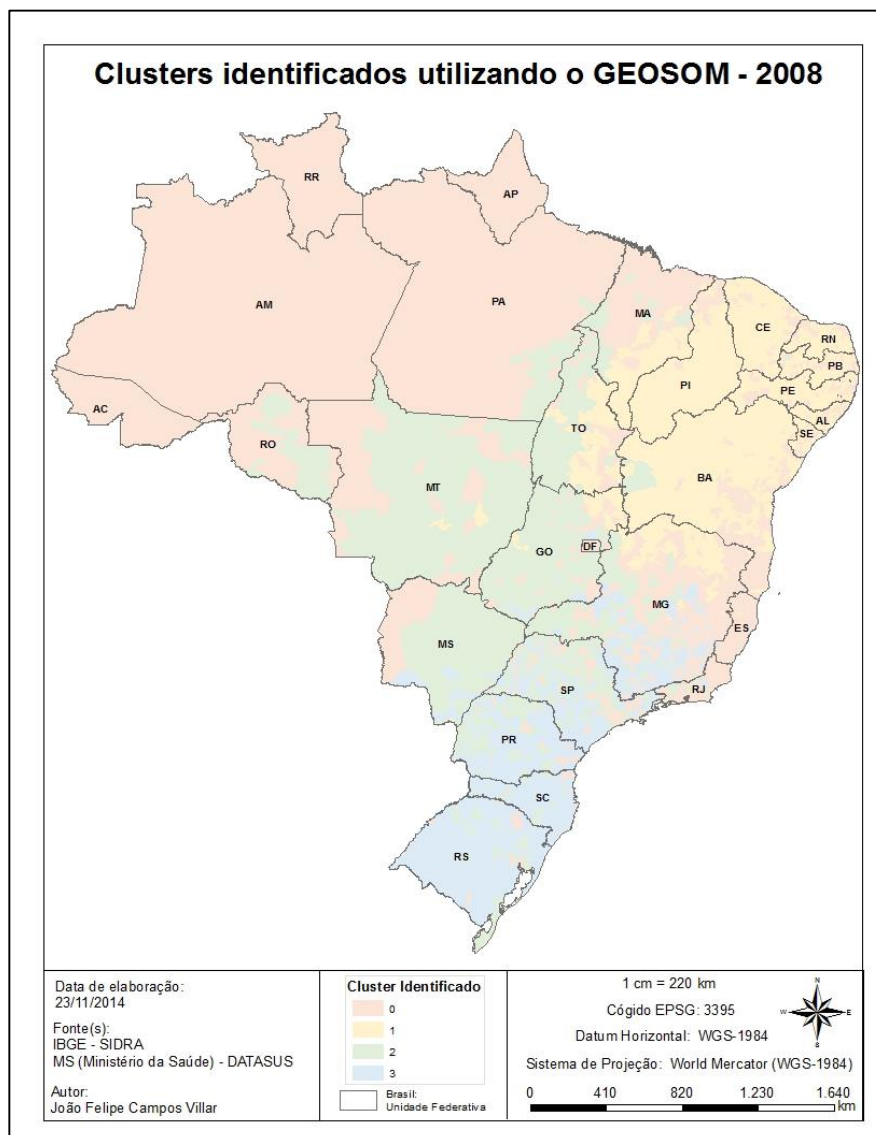 Clusters identificados utilizando o GEOSOM - 2008
RR
AP
AM
PA
MA
CE
RN
PB
PE
AL
SE
PI
AC
RO
TO
BA
MT
GO
DF
MG
ES
MS
SP
RJ
PR
SC
RS
Data de elaboração:
23/11/2014
Fonte(s):
IBGE - SIDRA
MS (Ministério da Saúde) - DATASUS
Autor:
João Felipe Campos Villar
Cluster Identificado
0
1
2
3
Brasil:
Unidade Federativa
1 cm = 220 km
Cógido EPSG: 3395
Datum Horizontal: WGS-1984
Sistema de Projeção: World Mercator (WGS-1984)
N
W E
S
0 410 820 1.230 1.640
km